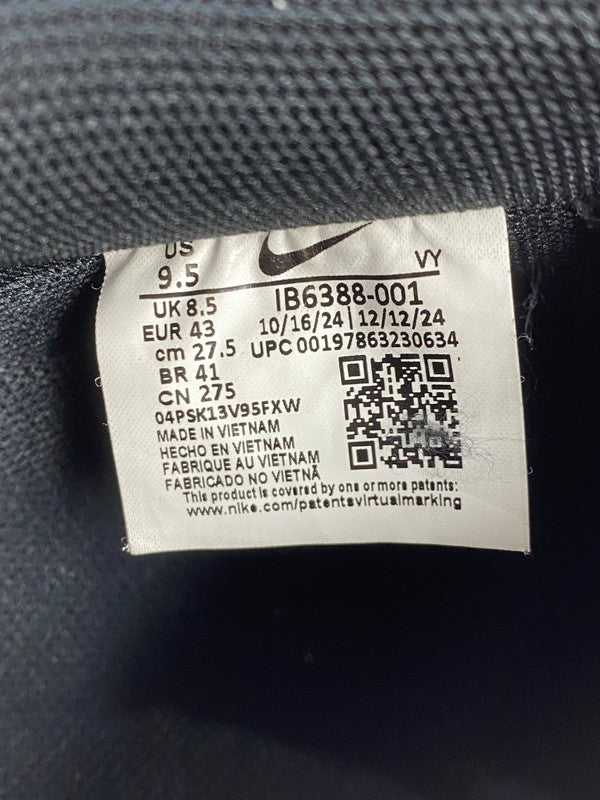 US
9.5
VY
UK 8.5
EUR 43
cm 27.5
BR 41
CN 275
IB6388-001
10/16/24|12/12/24
UPC 00197863230634
04PSK13V95FXW
MADE IN VIETNAM
HECHO EN VIETNAM
FABRIQUE AU VIETNAM
FABRICADO NO VIETNÃ
This product is covered by one or more patents:
www.nike.com/patentsvirtualmarking